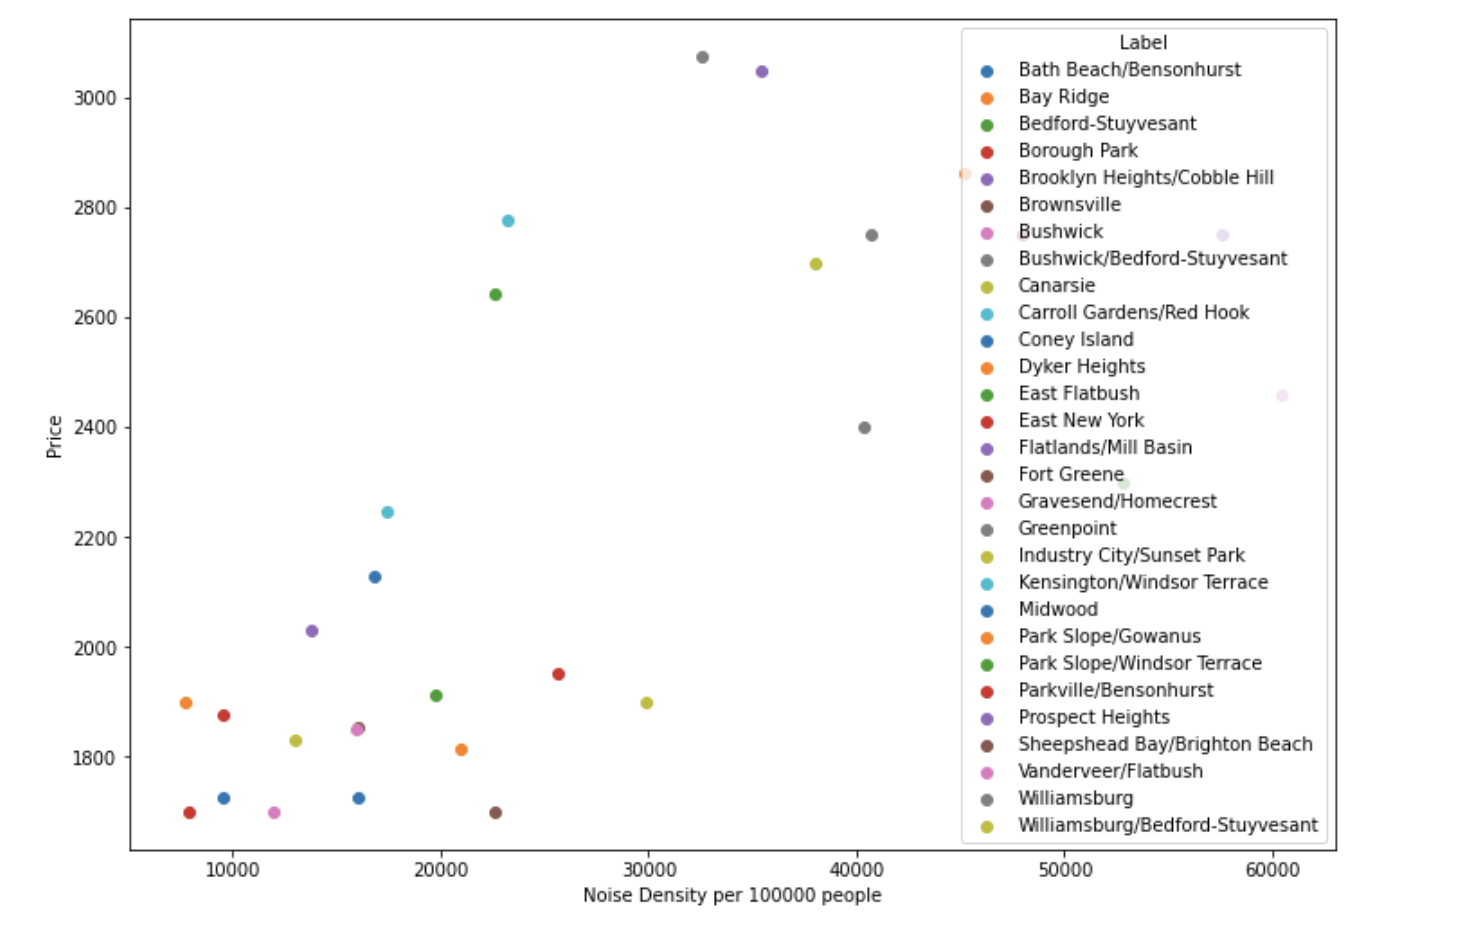 Label
Bath Beach/Bensonhurst
Bay Ridge
Bedford-Stuyvesant
Borough Park
Brooklyn Heights/Cobble Hill
Brownsville
Bushwick
Bushwick/Bedford-Stuyvesant
Canarsie
Carroll Gardens/Red Hook
Coney Island
Dyker Heights
East Flatbush
East New York
Flatlands/Mill Basin
Fort Greene
Gravesend/Homecrest
Greenpoint
Industry City/Sunset Park
Kensington/Windsor Terrace
Midwood
Park Slope/Gowanus
Park Slope/Windsor Terrace
Parkville/Bensonhurst
Prospect Heights
Sheepshead Bay/Brighton Beach
Vanderveer/Flatbush
Williamsburg
Williamsburg/Bedford-Stuyvesant
3000
2800
2600
2400
2200
2000
1800
Price
10000 20000 30000 40000 50000 60000
Noise Density per 100000 people